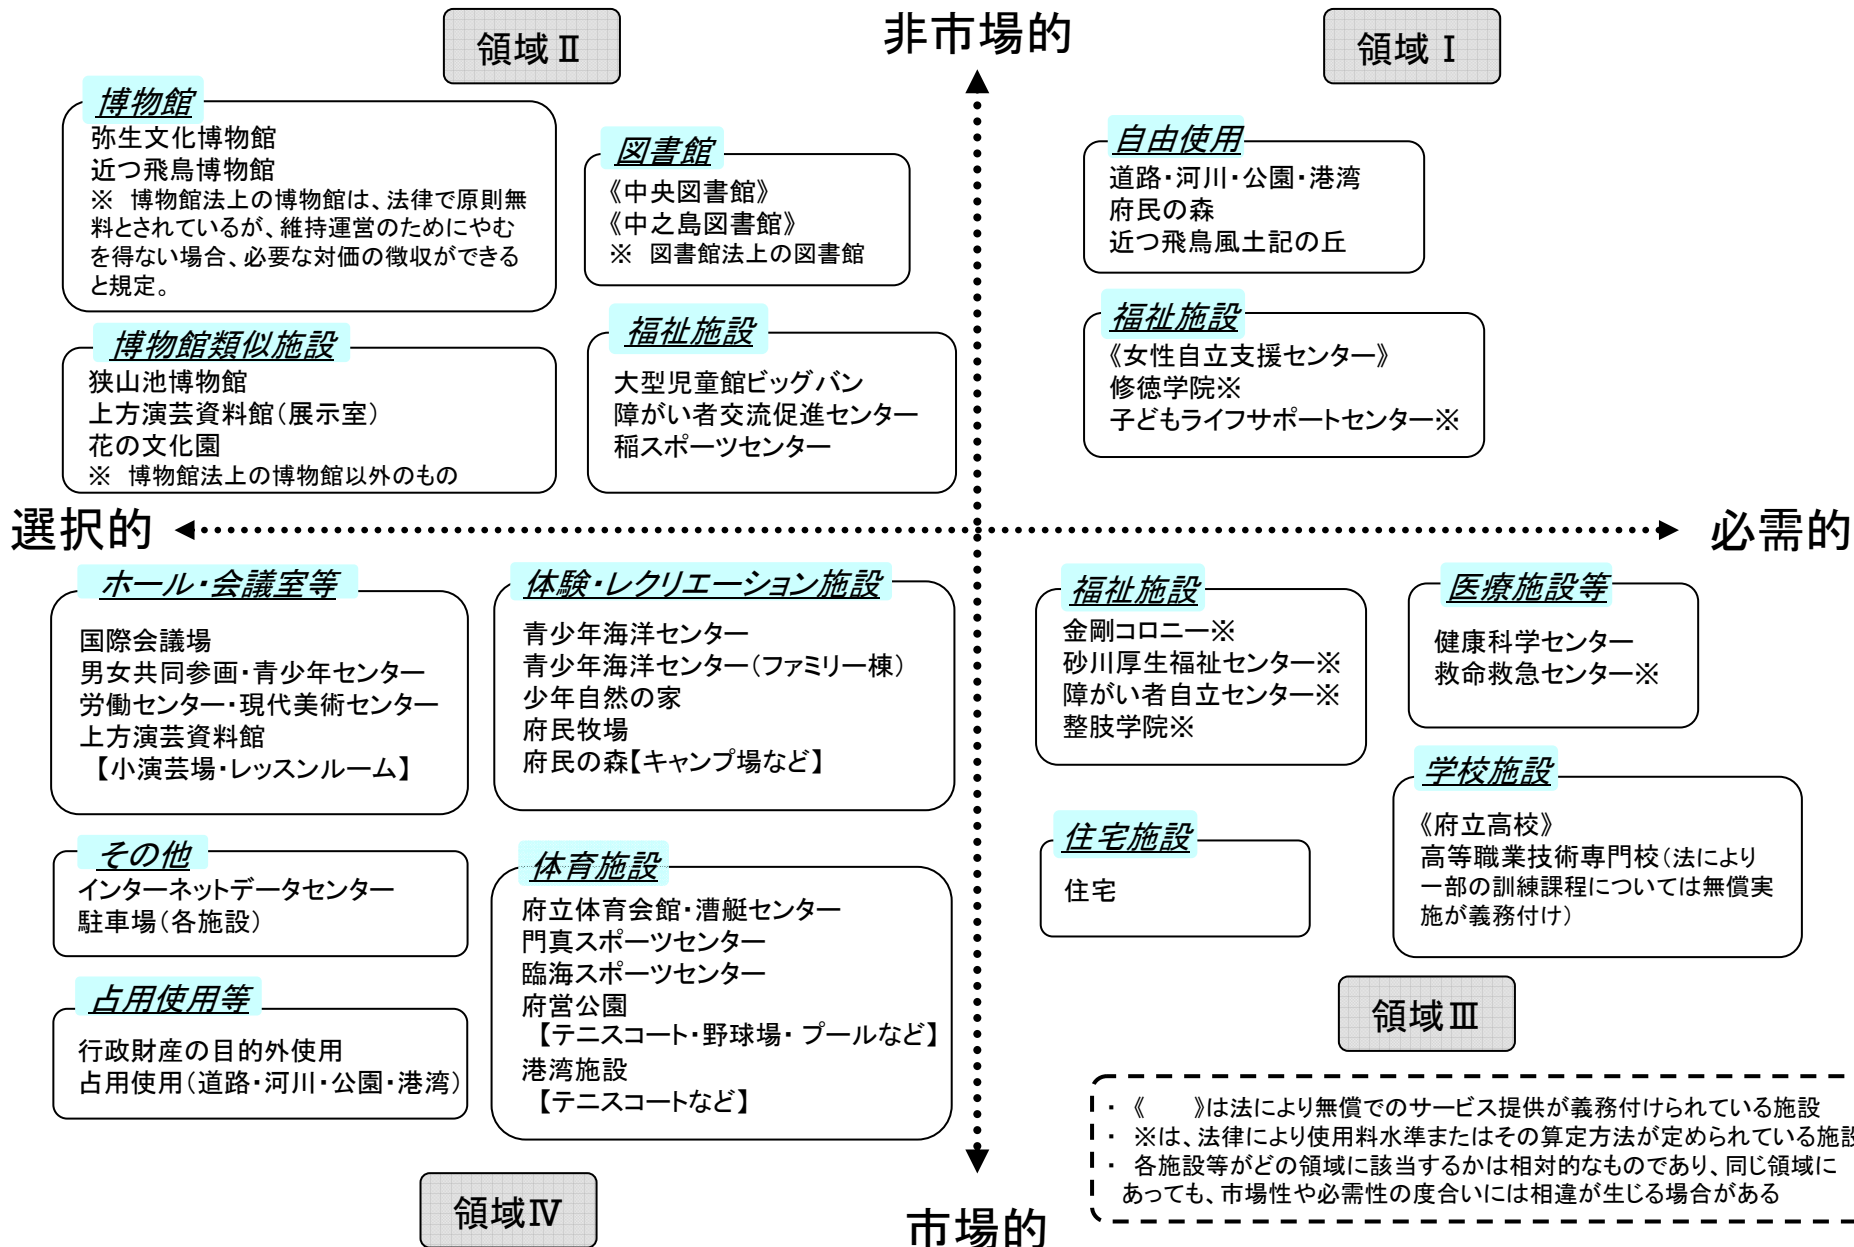 領域Ⅱ
非市場的
領域Ⅰ
博物館
弥生文化博物館
近つ飛鳥博物館
※ 博物館法上の博物館は、法律で原則無
料とされているが、維持運営のためにやむ
を得ない場合、必要な対価の徴収ができる
と規定。
図書館
《中央図書館》
《中之島図書館》
※ 図書館法上の図書館
自由使用
道路・河川・公園・港湾
府民の森
近つ飛鳥風土記の丘
博物館類似施設
狭山池博物館
上方演芸資料館(展示室)
花の文化園
※ 博物館法上の博物館以外のもの
福祉施設
大型児童館ビッグバン
障がい者交流促進センター
稲スポーツセンター
福祉施設
《女性自立支援センター》
修徳学院※
子どもライフサポートセンター※
選択的
必需的
ホール・会議室等
国際会議場
男女共同参画・青少年センター
労働センター・現代美術センター
上方演芸資料館
【小演芸場・レッスンルーム】
体験・レクリエーション施設
青少年海洋センター
青少年海洋センター(ファミリー棟)
少年自然の家
府民牧場
府民の森【キャンプ場など】
福祉施設
金剛コロニー※
砂川厚生福祉センター※
障がい者自立センター※
整肢学院※
医療施設等
健康科学センター
救命救急センター※
その他
インターネットデータセンター
駐車場(各施設)
体育施設
府立体育会館・漕艇センター
門真スポーツセンター
臨海スポーツセンター
府営公園
【テニスコート・野球場・ プールなど】
港湾施設
【テニスコートなど】
住宅施設
住宅
学校施設
《府立高校》
高等職業技術専門校(法により
一部の訓練課程については無償実
施が義務付け)
占用使用等
行政財産の目的外使用
占用使用(道路・河川・公園・港湾)
領域Ⅲ
・ 《　　》は法により無償でのサービス提供が義務付けられている施設
・ ※は、法律により使用料水準またはその算定方法が定められている施設
・ 各施設等がどの領域に該当するかは相対的なものであり、同じ領域に
あっても、市場性や必需性の度合いには相違が生じる場合がある
領域Ⅳ
市場的